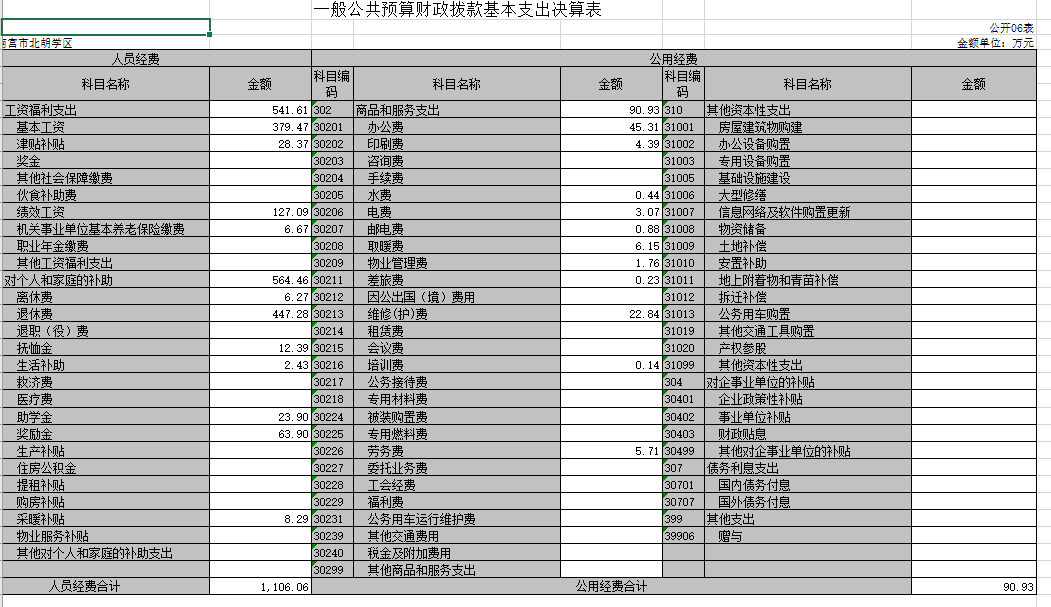 一般公共预算财政拨款基本支出决算表
公开06表
宫市北胡学区 金额单位：万元
人员经费 公用经费
科目名称 金额 科目编码 科目名称 金额 科目编码 科目名称 金额
工资福利支出 541.61 302 商品和服务支出 90.93 310 其他资本性支出
基本工资 379.47 30201 办公费 45.31 31001 房屋建筑物购建
津贴补贴 28.37 30202 印刷费 4.39 31002 办公设备购置
奖金 30203 咨询费 31003 专用设备购置
其他社会保障缴费 30204 手续费 31005 基础设施建设
伙食补助费 30205 水费 0.44 31006 大型修缮
绩效工资 127.09 30206 电费 3.07 31007 信息网络及软件购置更新
机关事业单位基本养老保险缴费 6.67 30207 邮电费 0.88 31008 物资储备
职业年金缴费 30208 取暖费 6.15 31009 土地补偿
其他工资福利支出 30209 物业管理费 1.76 31010 安置补助
对个人和家庭的补助 564.46 30211 差旅费 0.23 31011 地上附着物和青苗补偿
离休费 6.27 30212 因公出国（境）费用 31012 拆迁补偿
退休费 447.28 30213 维修(护)费 22.84 31013 公务用车购置
退职（役）费 30214 租赁费 31019 其他交通工具购置
抚恤金 12.39 30215 会议费 31020 产权参股
生活补助 2.43 30216 培训费 0.14 31099 其他资本性支出
救济费 30217 公务接待费 304 对企事业单位的补贴
医疗费 30218 专用材料费 30401 企业政策性补贴
助学金 23.90 30224 被装购置费 30402 事业单位补贴
奖励金 63.90 30225 专用燃料费 30403 财政贴息
生产补贴 30226 劳务费 5.71 30499 其他对企事业单位的补贴
住房公积金 30227 委托业务费 307 债务利息支出
提租补贴 30228 工会经费 30701 国内债务付息
购房补贴 30229 福利费 30707 国外债务付息
采暖补贴 8.29 30231 公务用车运行维护费 399 其他支出
物业服务补贴 30239 其他交通费用 39906 赠与
其他对个人和家庭的补助支出 30240 税金及附加费用
30299 其他商品和服务支出
人员经费合计 1,106.06 公用经费合计 90.93